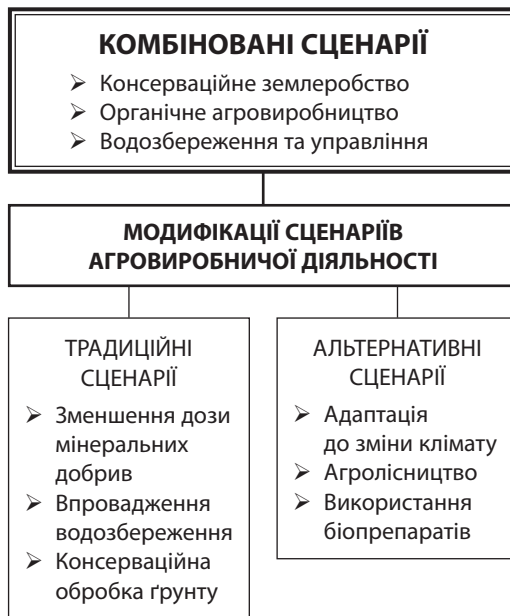 КОМБІНОВАНІ СЦЕНАРІЇ
➢ Консерваційне землеробство
➢ Органічне агровиробництво
➢ Водозбереження та управління
МОДИФІКАЦІЇ СЦЕНАРІЇВ
АГРОВИРОБНИЧОЇ ДІЯЛЬНОСТІ
ТРАДИЦІЙНІ
СЦЕНАРІЇ
➢ Зменшення дози
мінеральних
добрив
➢ Впровадження
водозбереження
➢ Консерваційна
обробка ґрунту
АЛЬТЕРНАТИВНІ
СЦЕНАРІЇ
➢ Адаптація
до зміни клімату
➢ Агролісництво
➢ Використання
біопрепаратів